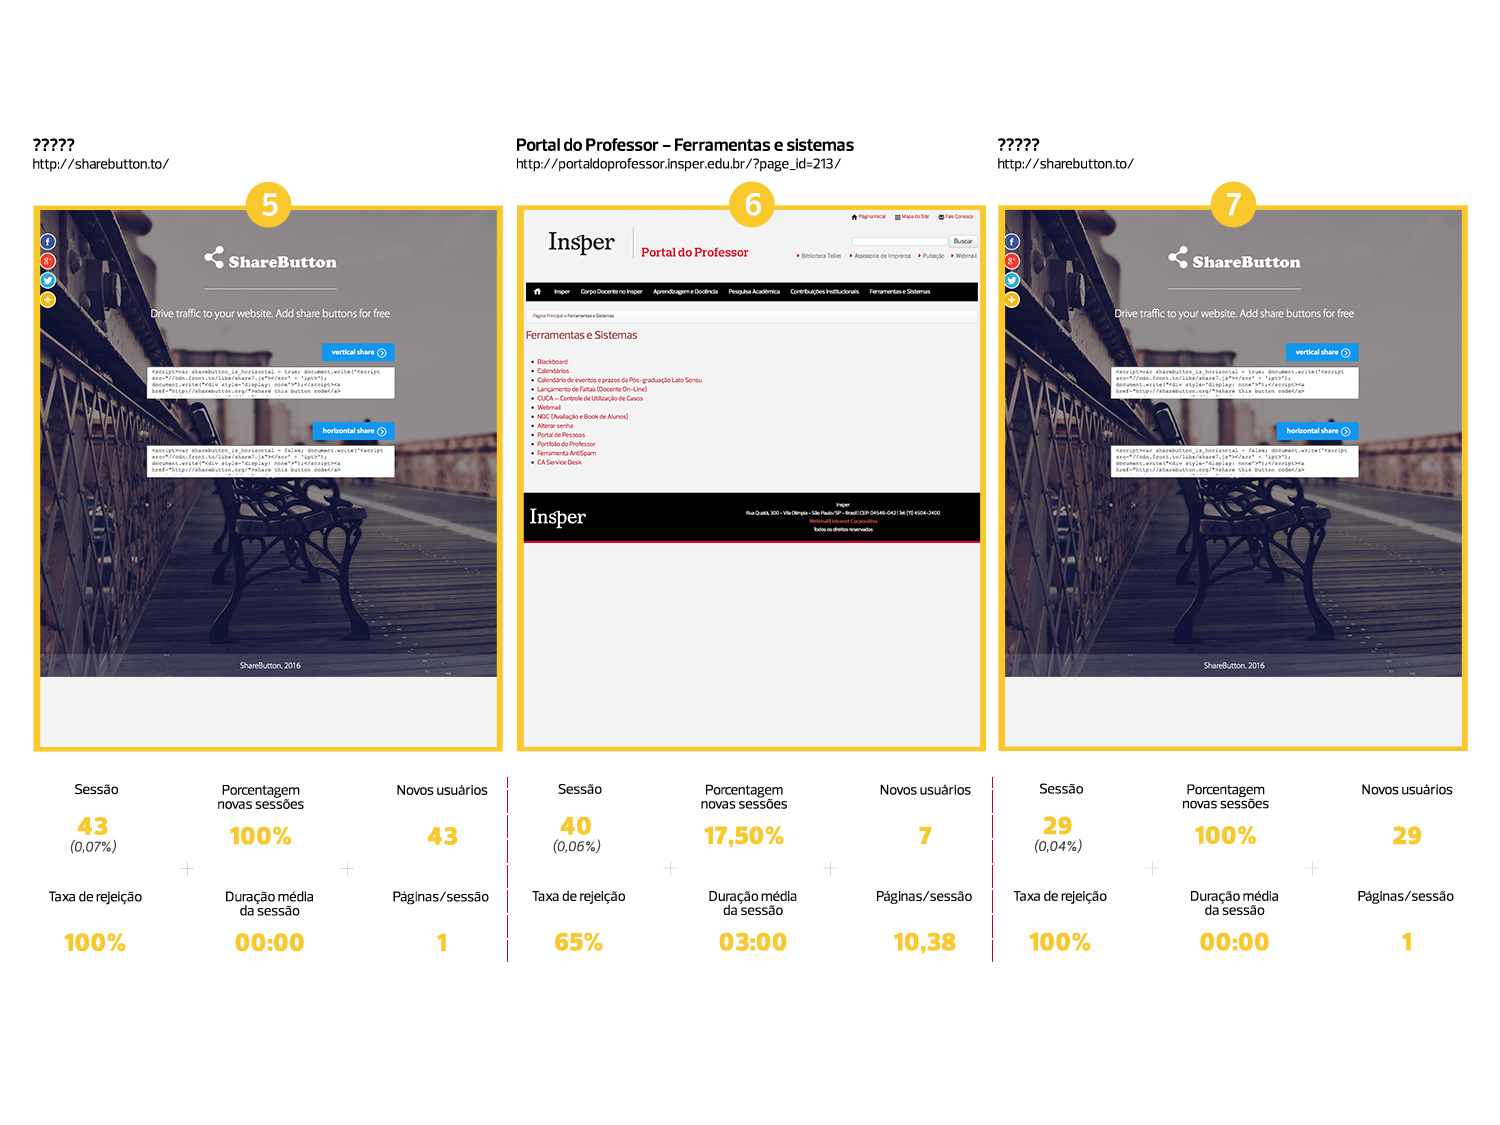 ?????
http://sharebutton.to/
5
ShareButton
Drive traffic to your website. Add share buttons for free
vertical share
<script>var sharebutton_is_horizontal = true; document.write('<script
src="//cdn.front.to/libs/share7.js"></scr' + 'ipt>');
document.write("<div style='display: none'>");</script><a
href="http://sharebutton.org/">share this button code</a>
horizontal share
<script>var sharebutton_is_horizontal = false; document.write('<script
src="//cdn.front.to/libs/share7.js"></scr' + 'ipt>');
document.write("<div style='display: none'>");</script><a
href="http://sharebutton.org/">share this button code</a>
ShareButton. 2016
Sessão
43
(0,07%)
Porcentagem
novas sessões
100%
Novos usuários
43
Taxa de rejeição
100%
Duração média
da sessão
00:00
Páginas/sessão
1
Portal do Professor – Ferramentas e sistemas
http://portaldoprofessor.insper.edu.br/?page_id=213/
6
Página Inicial
Mapa do Site
Fale Conosco
Insper
Portal do Professor
Buscar
Biblioteca Telles
Assessoria de Imprensa
Pulsação
Webmail
Insper
Corpo Docente no Insper
Aprendizagem e Docência
Pesquisa Acadêmica
Contribuições Institucionais
Ferramentas e Sistemas
Página Principal » Ferramentas e Sistemas
Ferramentas e Sistemas
Blackboard
Calendários
Calendário de eventos e prazos da Pós-graduação Lato Sensu
Lançamento de Faltas (Docente On-Line)
CUCA – Controle de Utilização de Casos
Webmail
NOC (Avaliação e Book de Alunos)
Alterar senha
Portal de Pessoas
Portfolio do Professor
Ferramenta AntiSpam
CA Service Desk
Insper
Insper
Rua Quatá, 300 - Vila Olímpia - São Paulo/SP - Brasil | CEP: 04546-042 | Tel: (11) 4504-2400
Webmail | Intranet Corporativa
Todos os direitos reservados
Sessão
40
(0,06%)
Porcentagem
novas sessões
17,50%
Novos usuários
7
Taxa de rejeição
65%
Duração média
da sessão
03:00
Páginas/sessão
10,38
?????
http://sharebutton.to/
7
ShareButton
Drive traffic to your website. Add share buttons for free
vertical share
<script>var sharebutton_is_horizontal = true; document.write('<script
src="//cdn.front.to/libs/share7.js"></scr' + 'ipt>');
document.write("<div style='display: none'>");</script><a
href="http://sharebutton.org/">share this button code</a>
horizontal share
<script>var sharebutton_is_horizontal = false; document.write('<script
src="//cdn.front.to/libs/share7.js"></scr' + 'ipt>');
document.write("<div style='display: none'>");</script><a
href="http://sharebutton.org/">share this button code</a>
ShareButton. 2016
Sessão
29
(0,04%)
Porcentagem
novas sessões
100%
Novos usuários
29
Taxa de rejeição
100%
Duração média
da sessão
00:00
Páginas/sessão
1